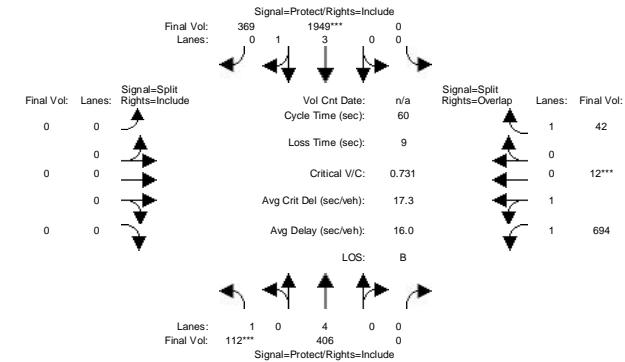 Signal=Protect/Rights=Include
Final Vol: 369 1949*** 0
Lanes: 0 1 3 0 0
Signal=Split Signal=Split
Final Vol: Lanes: Rights=Include Vol Cnt Date: n/a Rights=Overlap Lanes: Final Vol:
Cycle Time (sec): 60
0 0 1 42
Loss Time (sec): 9
0 0
0 0 Critical V/C: 0.731 0 12***
0 Avg Crit Del (sec/veh): 17.3 1
0 0 Avg Delay (sec/veh): 16.0 1 694
LOS: B
Lanes: 1 0 4 0 0
Final Vol: 112*** 406 0
Signal=Protect/Rights=Include